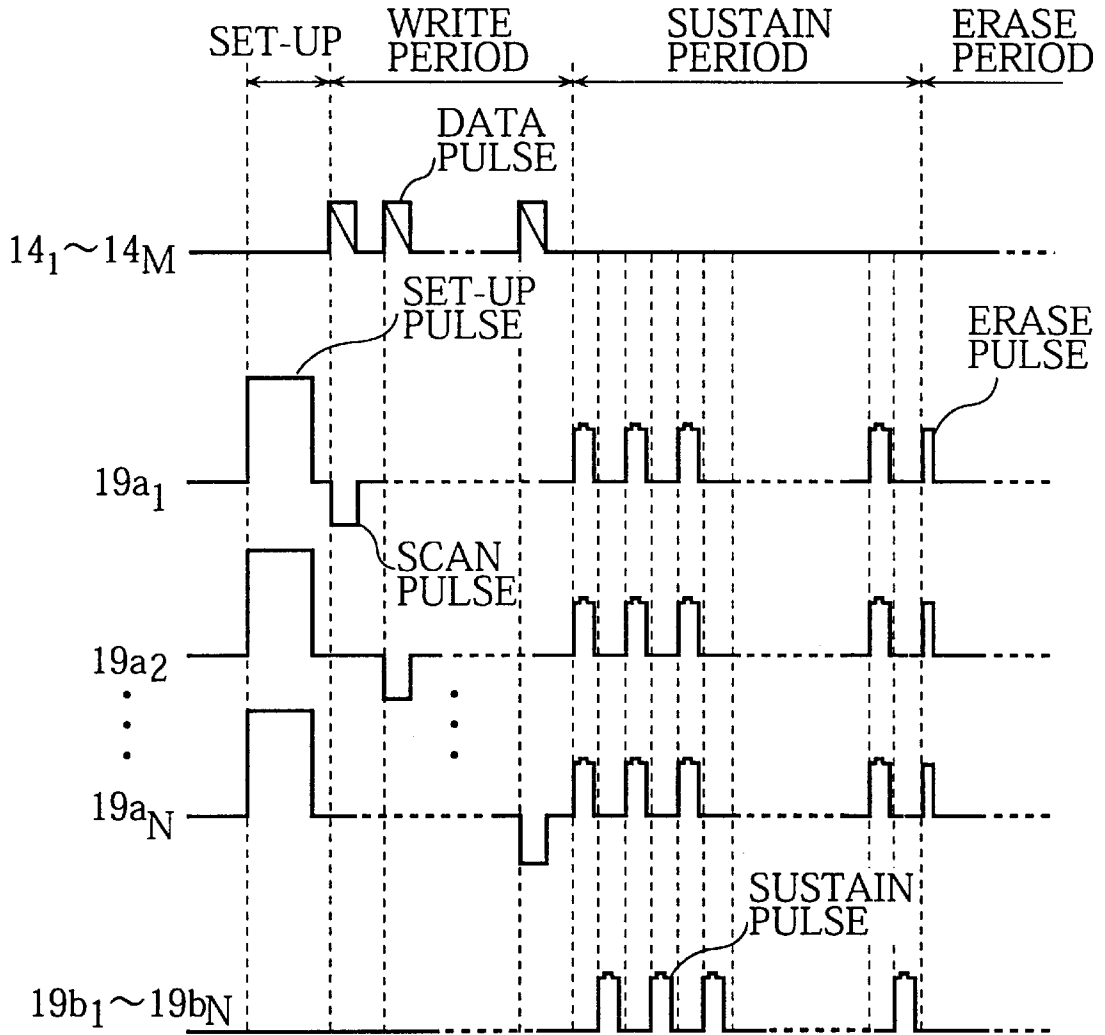 SET-UP
WRITE
PERIOD
SUSTAIN
PERIOD
ERASE
PERIOD
DATA
PULSE
14₁~14M
SET-UP
PULSE
ERASE
PULSE
19a₁
SCAN
PULSE
19a₂
19aN
SUSTAIN
PULSE
19b₁~19bN